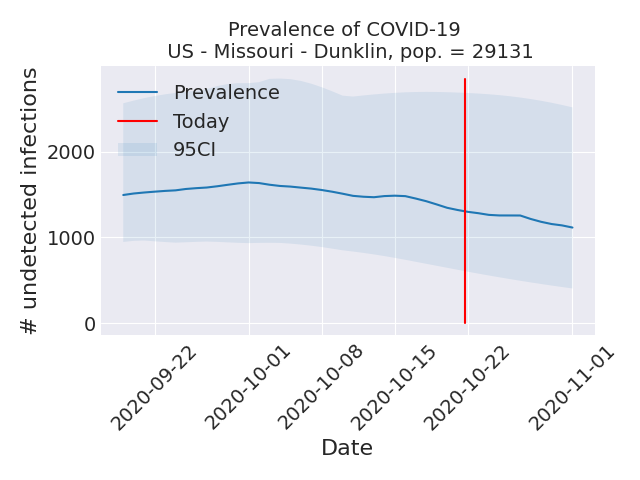 Prevalence of COVID-19
US - Missouri - Dunklin, pop. = 29131
Prevalence
Today
95CI
# undetected infections
2000
1000
0
2020-09-22
2020-10-01
2020-10-08
2020-10-15
2020-10-22
2020-11-01
Date